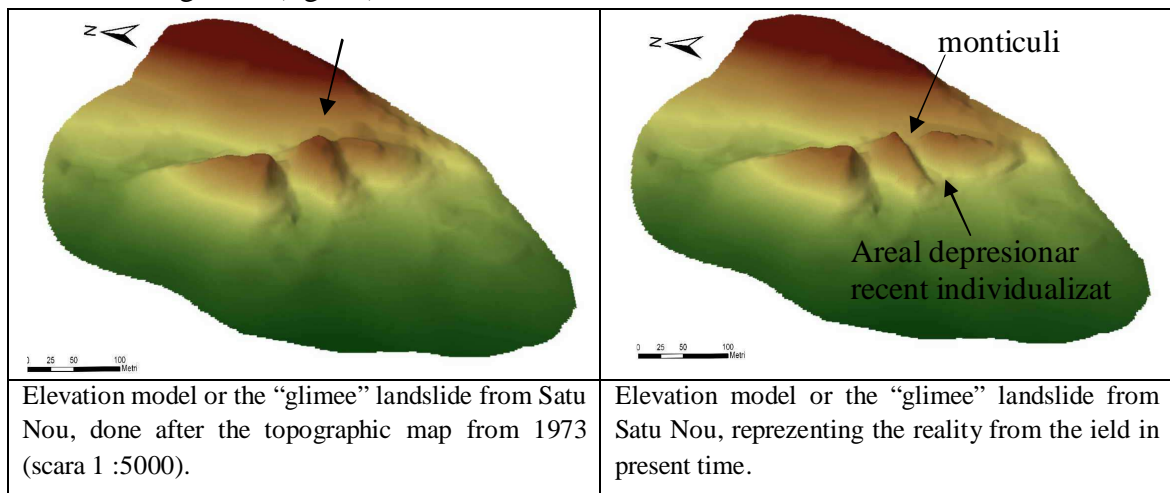 N
0 25 50 100
Metri
N
monticuli
Areal depresionar
recent individualizat
0 25 50 100
Metri
Elevation model or the “glimee” landslide from Satu
Nou, done after the topographic map from 1973
(scara 1 :5000).
Elevation model or the “glimee” landslide from
Satu Nou, reprezenting the reality from the ield in
present time.